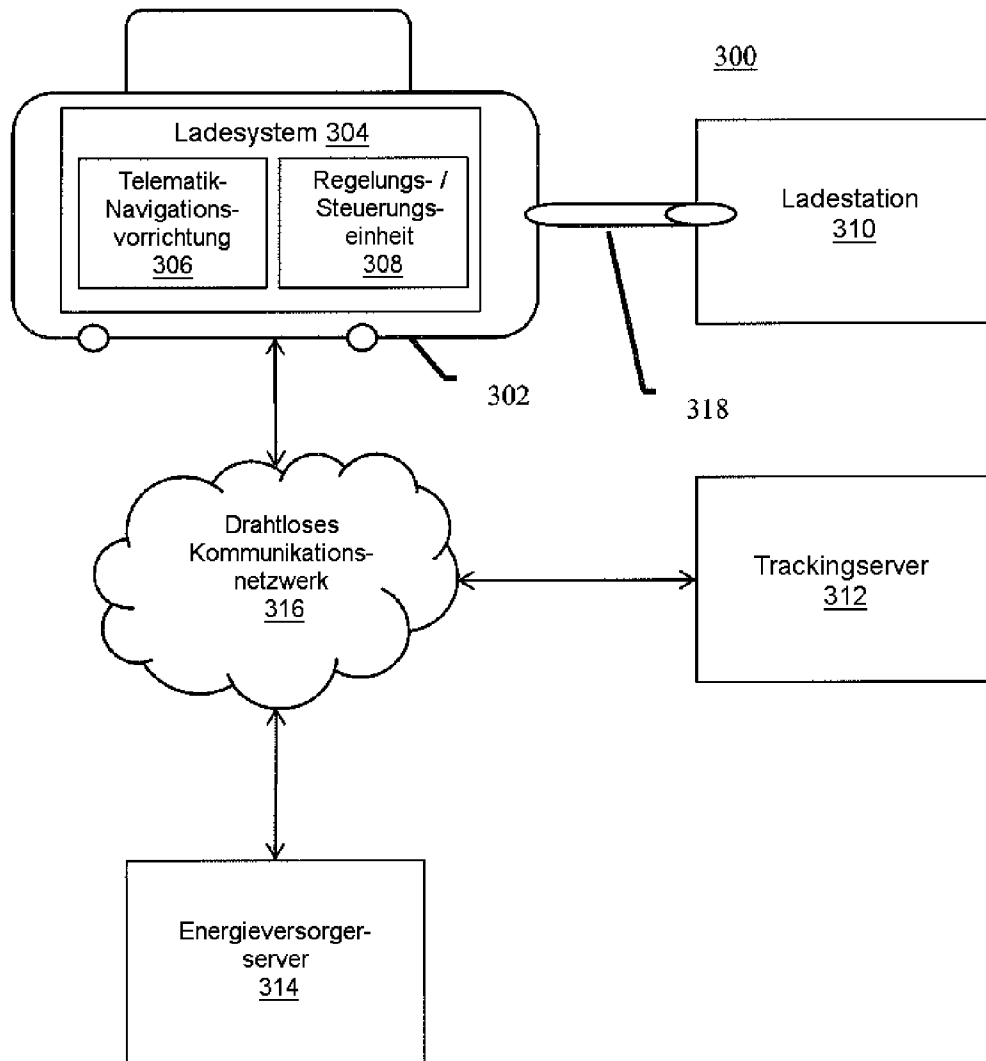 300
Ladesystem 304
Telematik-
Navigations-
vorrichtung
306
Regelungs- /
Steuerungs-
einheit
308
Ladestation
310
302
318
Drahtloses
Kommunikations-
netzwerk
316
Trackingserver
312
Energieversorger-
server
314